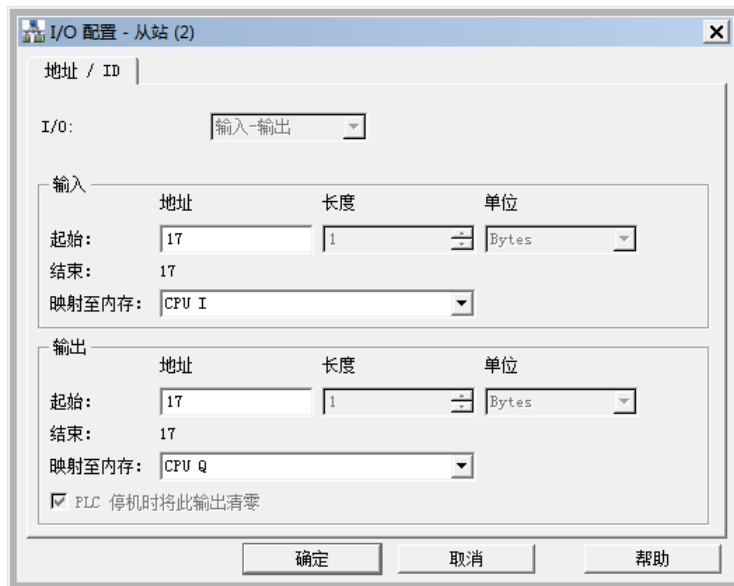 I/O 配置 - 从站 (2)
地址 / ID
I/O: 输入-输出
输入
地址 长度 单位
起始: 17 1 Bytes
结束: 17
映射至内存: CPU I
输出
地址 长度 单位
起始: 17 1 Bytes
结束: 17
映射至内存: CPU Q
PLC 停机时将此输出清零
确定 取消 帮助